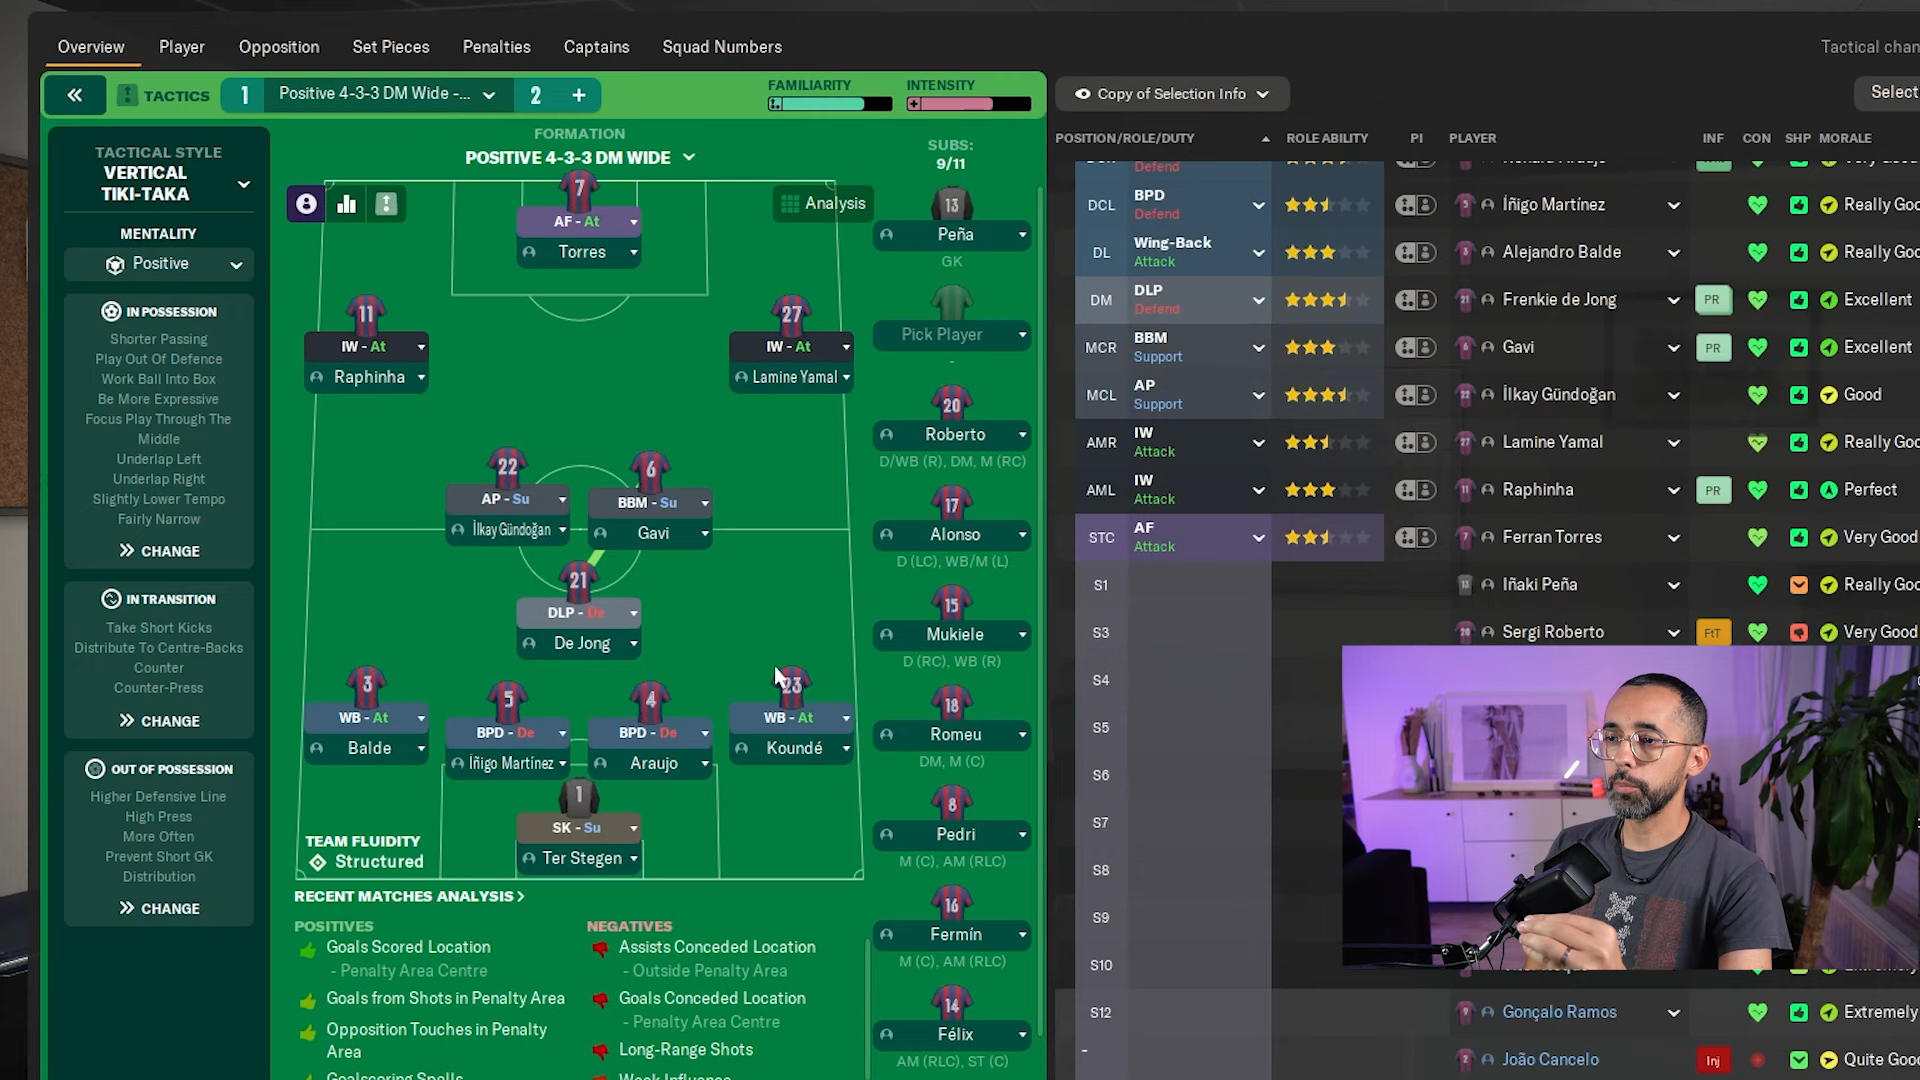 Overview Player Opposition Set Pieces Penalties Captains Squad Numbers
TACTICS 1 Positive 4-3-3 DM Wide -... 2 +
FAMILIARITY
INTENSITY
TACTICAL STYLE
VERTICAL
TIKI-TAKA
MENTALITY
Positive
IN POSSESSION
Shorter Passing
Play Out Of Defence
Work Ball Into Box
Be More Expressive
Focus Play Through The
Middle
Underlap Left
Underlap Right
Slightly Lower Tempo
Fairly Narrow
CHANGE
IN TRANSITION
Take Short Kicks
Distribute To Centre-Backs
Counter
Counter-Press
CHANGE
OUT OF POSSESSION
Higher Defensive Line
High Press
More Often
Prevent Short GK
Distribution
CHANGE
FORMATION
POSITIVE 4-3-3 DM WIDE
Analysis
7
AF - At
Torres
11
IW - At
Raphinha
27
IW - At
Lamine Yamal
22
AP - Su
İlkay Gündoğan
6
BBM - Su
Gavi
21
DLP - De
De Jong
3
WB - At
Balde
5
BPD - De
Íñigo Martínez
4
BPD - De
Araujo
23
WB - At
Koundé
1
SK - Su
Ter Stegen
TEAM FLUIDITY
Structured
RECENT MATCHES ANALYSIS >
POSITIVES
Goals Scored Location
- Penalty Area Centre
Goals from Shots in Penalty Area
Opposition Touches in Penalty
Area
Goalscoring Spells
NEGATIVES
Assists Conceded Location
- Outside Penalty Area
Goals Conceded Location
- Penalty Area Centre
Long-Range Shots
SUBS:
9/11
13
Peña
GK
Pick Player
-
20
Roberto
D/WB (R), DM, M (RC)
17
Alonso
D (LC), WB/M (L)
15
Mukiele
D (RC), WB (R)
18
Romeu
DM, M (C)
8
Pedri
M (C), AM (RLC)
16
Fermín
M (C), AM (RLC)
14
Félix
AM (RLC), ST (C)
Copy of Selection Info
POSITION/ROLE/DUTY ROLE ABILITY PI PLAYER INF CON SHP MORALE
Defend
DCL BPD Defend Íñigo Martínez
DL Wing-Back Attack Alejandro Balde
DM DLP Defend Frenkie de Jong PR Excellent
MCR BBM Support Gavi PR Excellent
MCL AP Support İlkay Gündoğan Good
AMR IW Attack Lamine Yamal
AML IW Attack Raphinha PR Perfect
STC AF Attack Ferran Torres Very Good
S1 Iñaki Peña
S3 Sergi Roberto FtT Very Good
S4
S5
S6
S7
S8
S9
S10
S12 Gonçalo Ramos Extremely
- João Cancelo Inj